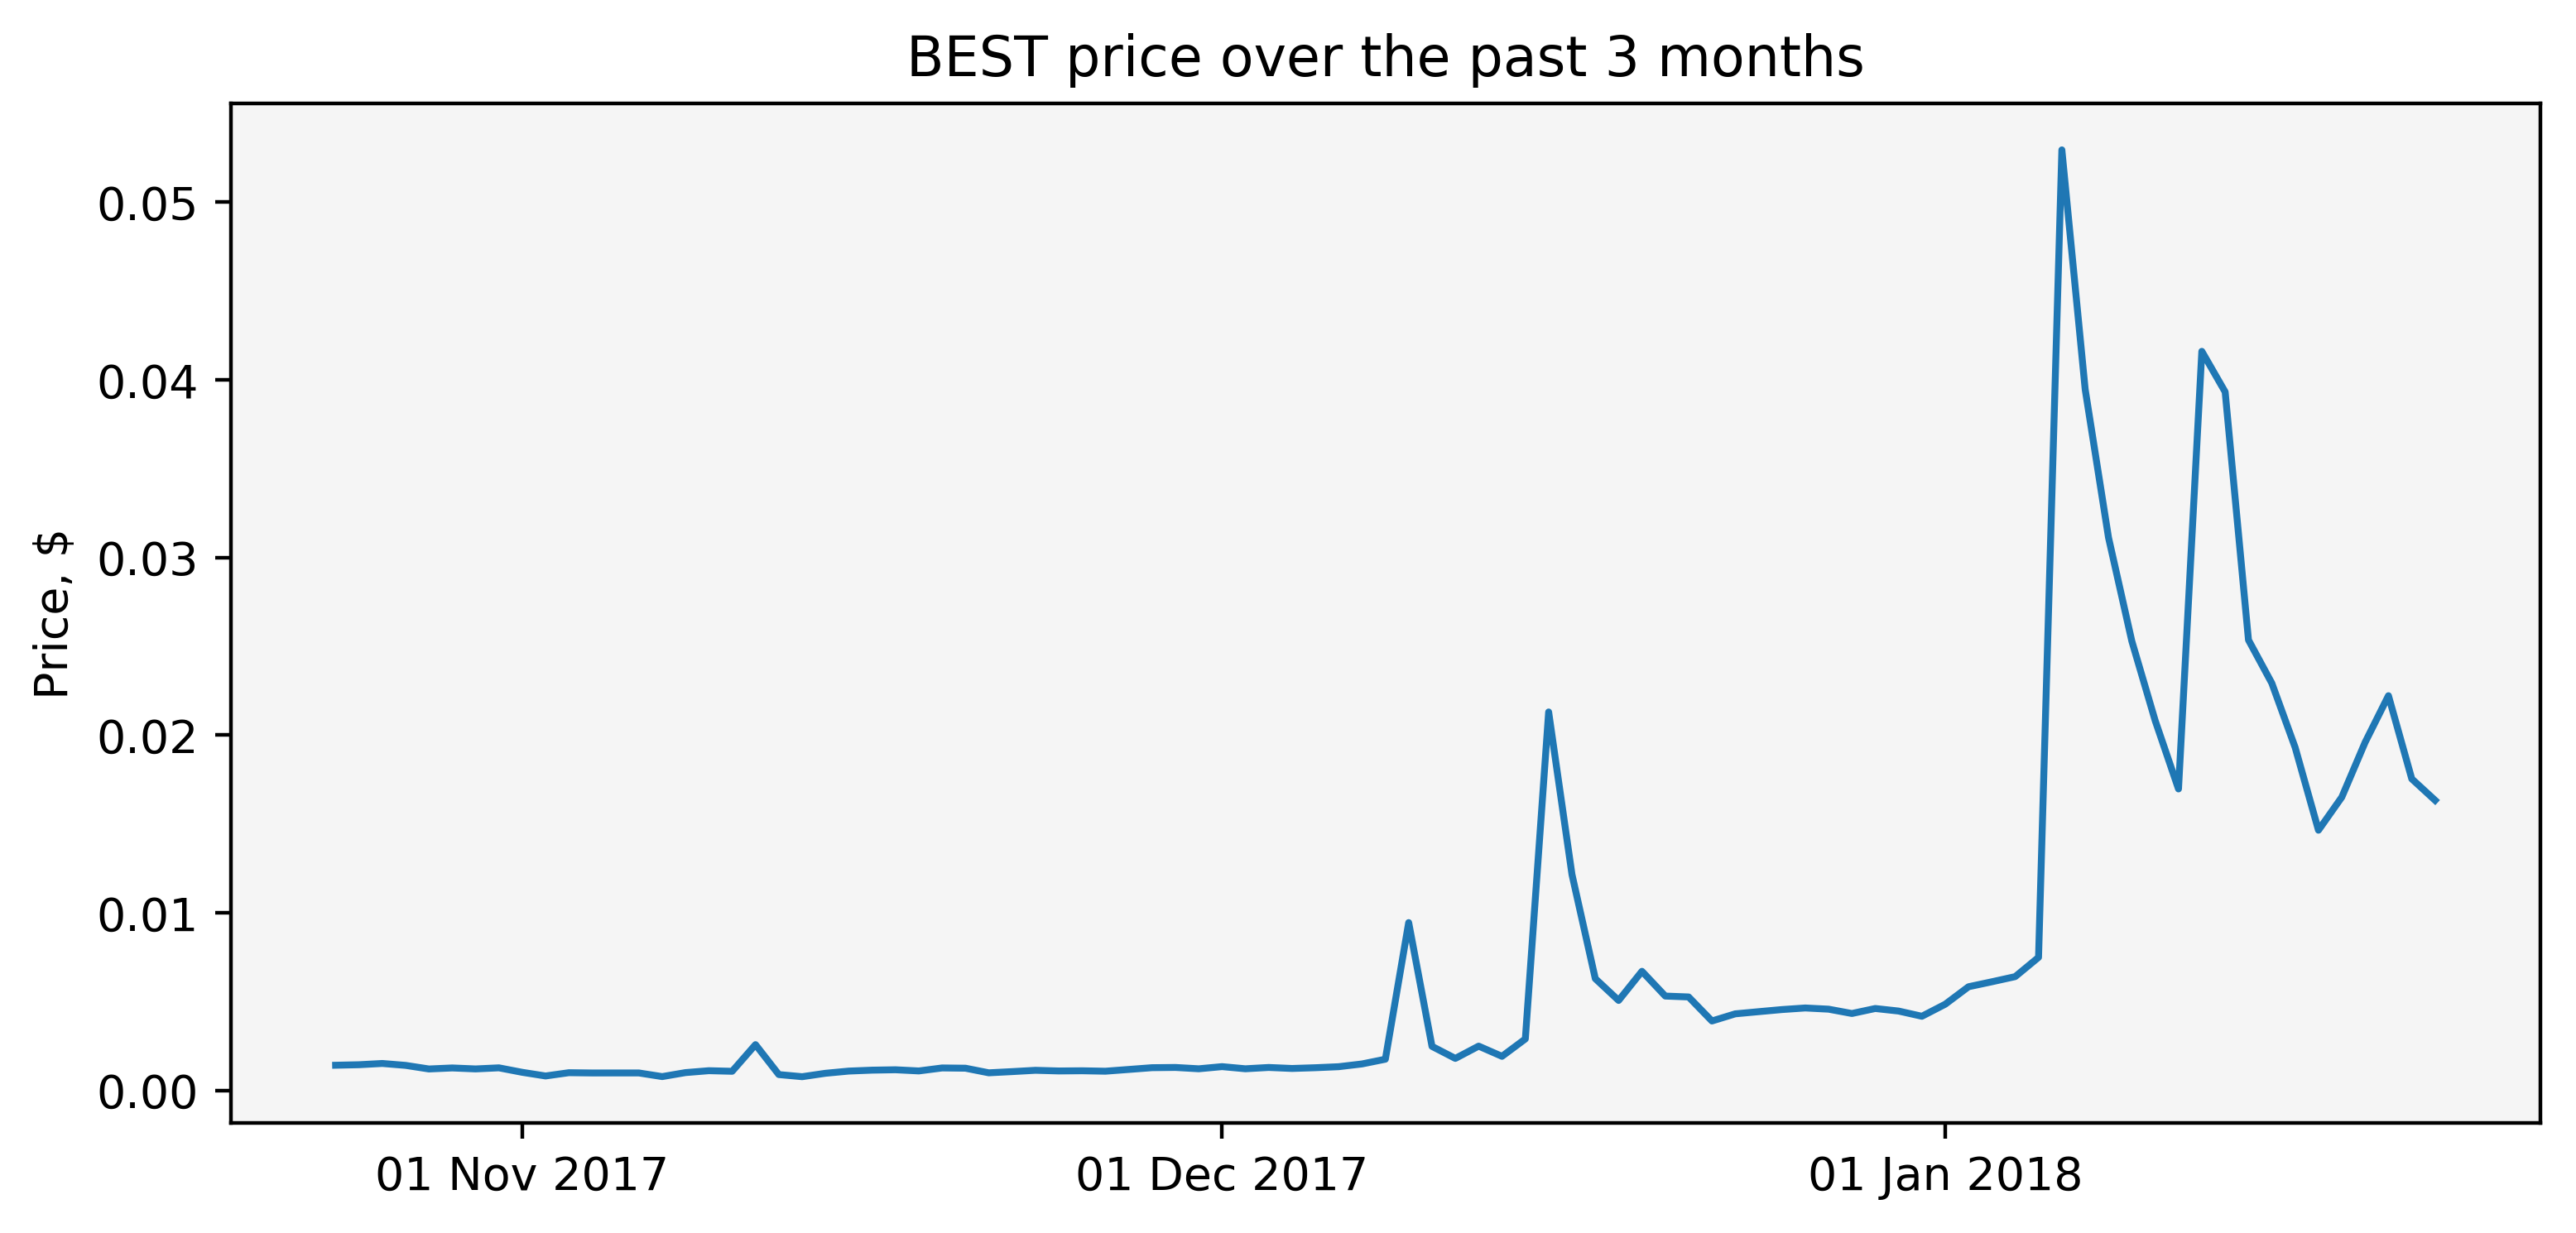 BEST price over the past 3 months
Price, $
0.05
0.04
0.03
0.02
0.01
0.00
01 Nov 2017
01 Dec 2017
01 Jan 2018